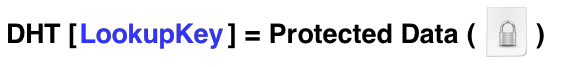 DHT [LookupKey] = Protected Data ( )